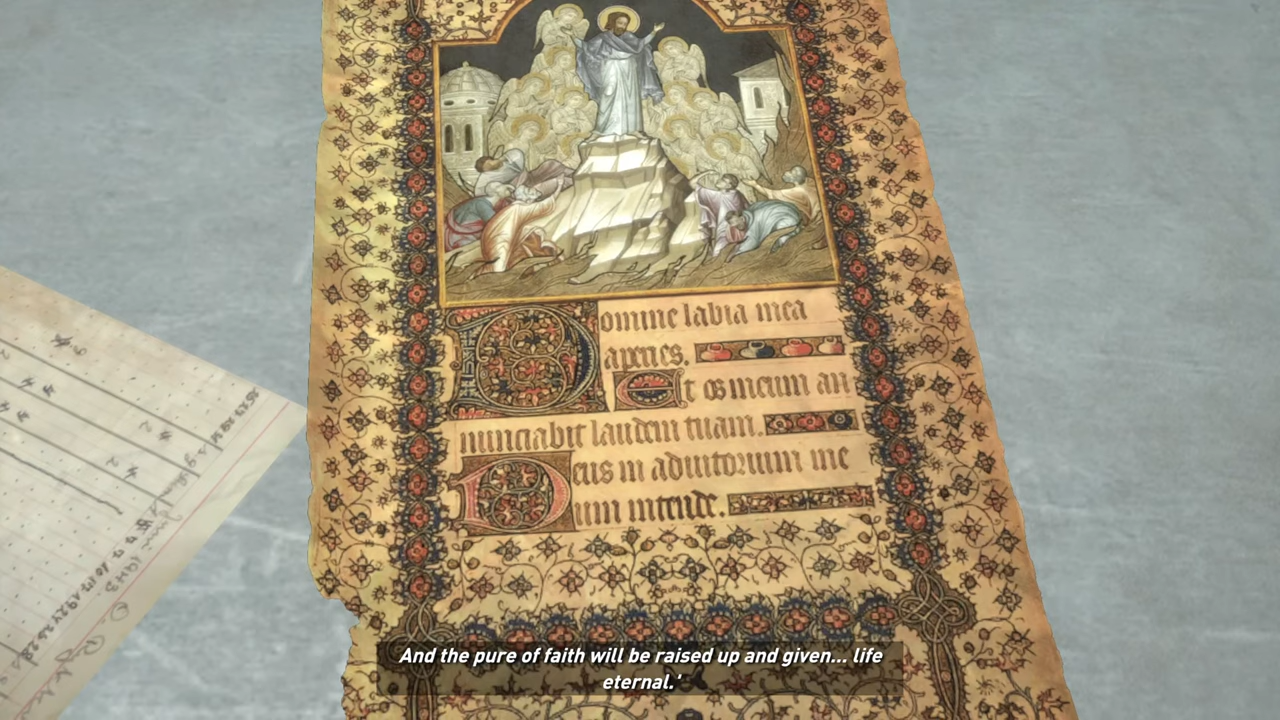 Domine labia mea
aperies.
Et os meum an
nunciabit laudem tuam.
Deus in adiutorium me
um intende.
And the pure of faith will be raised up and given... life
eternal.'